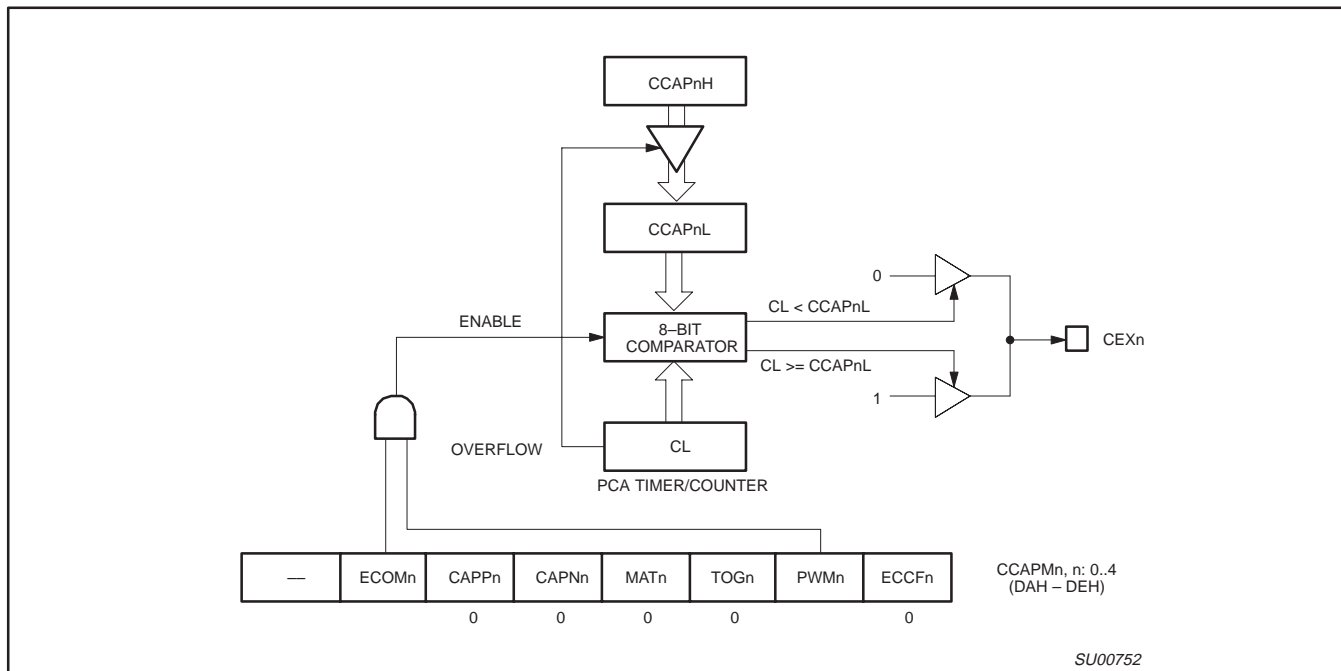 CCAPnH
CCAPnL
0
CL < CCAPnL
ENABLE
8–BIT
COMPARATOR
CEXn
CL >= CCAPnL
1
OVERFLOW
CL
PCA TIMER/COUNTER
— ECOMn CAPPn CAPNn MATn TOGn PWMn ECCFn
CCAPMn, n: 0..4
(DAH – DEH)
0 0 0 0 0
SU00752